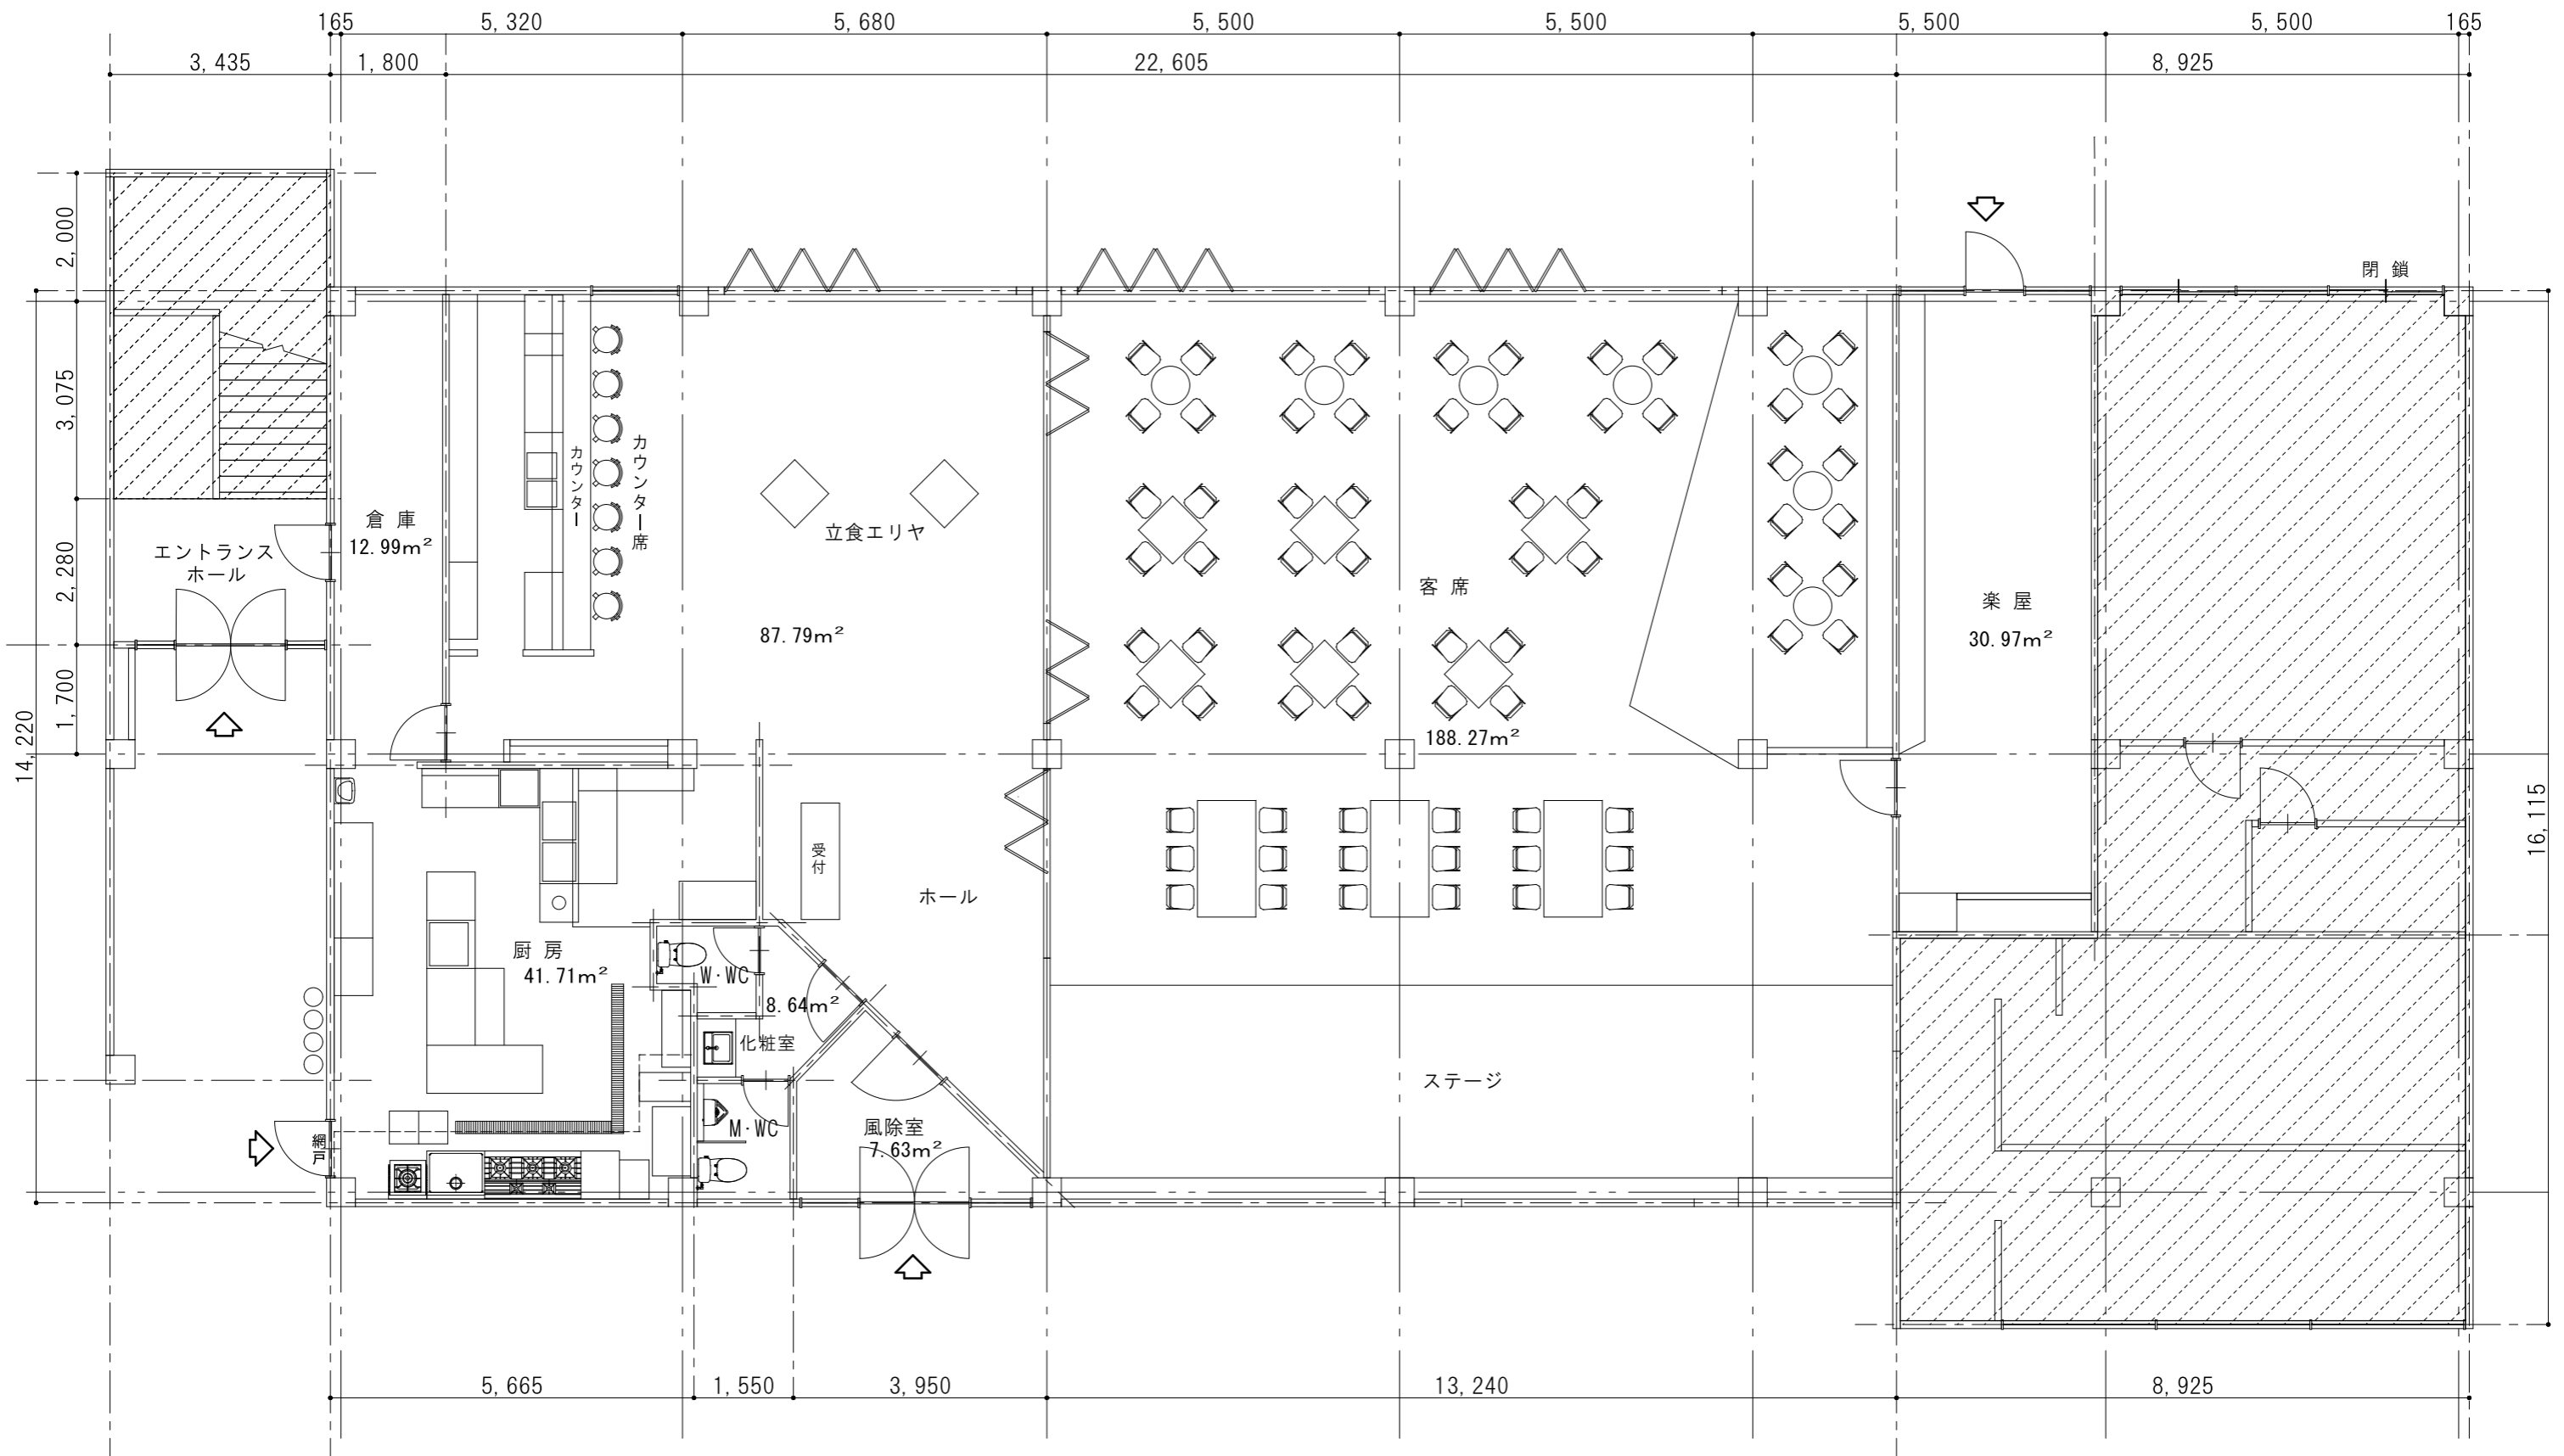 165
5,320
5,680
5,500
5,500
5,500
5,500
165
3,435
1,800
22,605
8,925
2,000
3,075
2,280
1,700
14,220
16,115
閉鎖
エントランス
ホール
倉庫
12.99m²
カウンター
カウンター席
立食エリヤ
87.79m²
客席
188.27m²
楽屋
30.97m²
受付
ホール
厨房
41.71m²
W・WC
8.64m²
化粧室
M・WC
風除室
7.63m²
ステージ
網戸
5,665
1,550
3,950
13,240
8,925